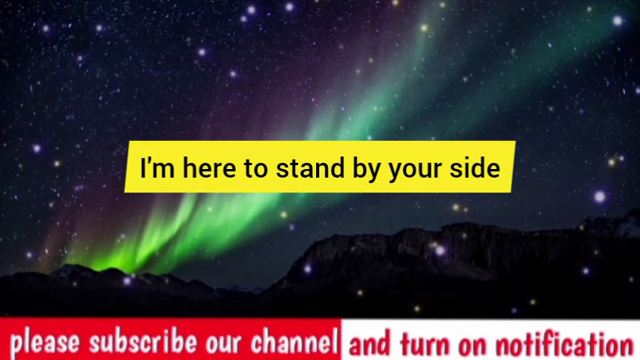 I'm here to stand by your side
please subscribe our channel and turn on notification